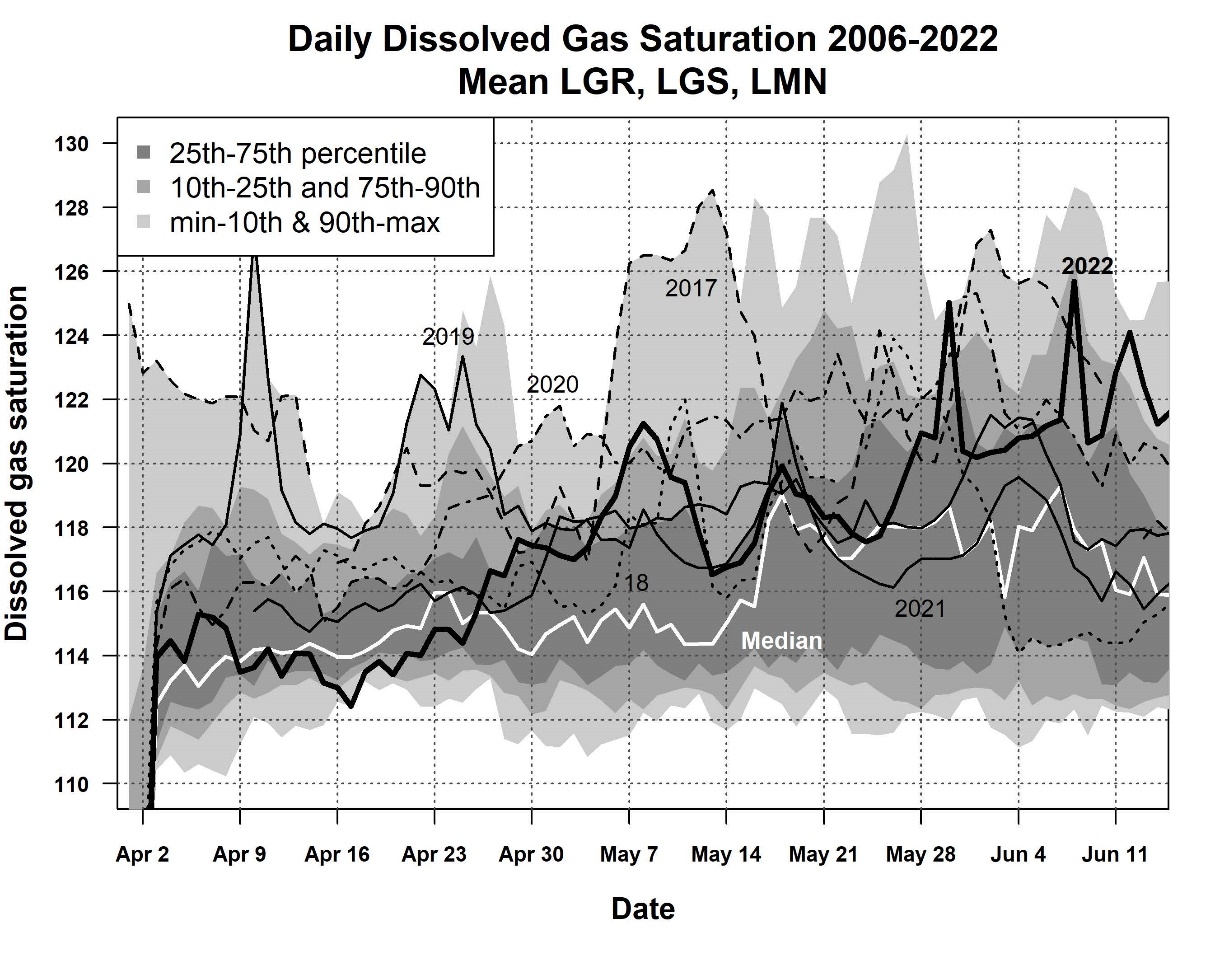 Daily Dissolved Gas Saturation 2006-2022
Mean LGR, LGS, LMN
25th-75th percentile
10th-25th and 75th-90th
min-10th & 90th-max
130
128
126
124
122
120
118
116
114
112
110
Dissolved gas saturation
2022
2017
2019
2020
18
2021
Median
Apr 2 Apr 9 Apr 16 Apr 23 Apr 30 May 7 May 14 May 21 May 28 Jun 4 Jun 11
Date